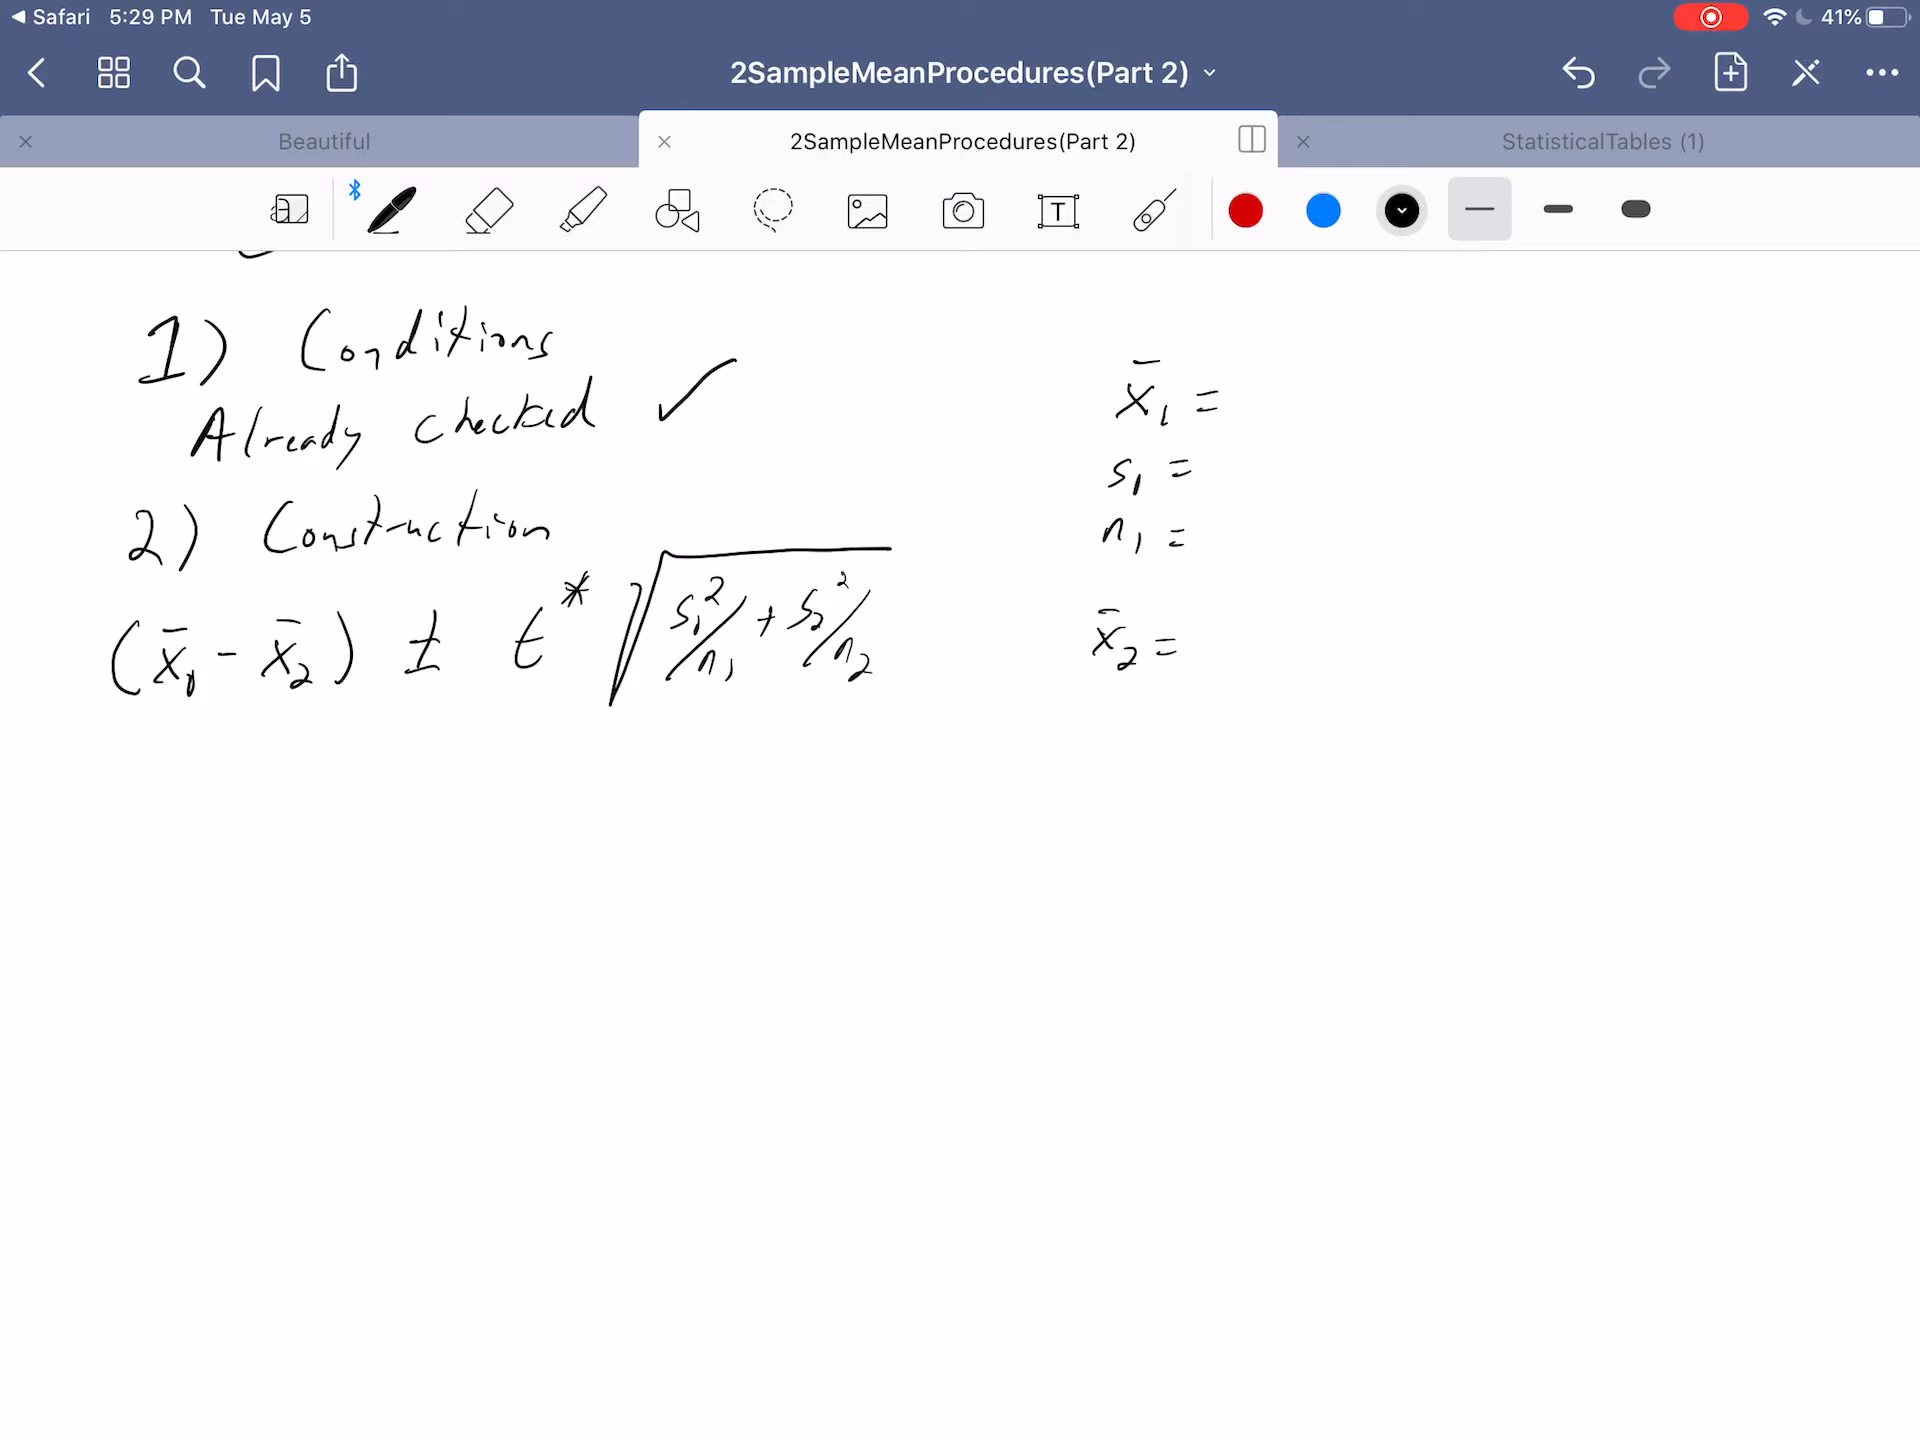 Safari 5:29 PM Tue May 5 41%
2SampleMeanProcedures(Part 2)
Beautiful 2SampleMeanProcedures(Part 2) StatisticalTables (1)
a T
1) Conditions
Already checked ✓
2) Construction
(x̄₁ - x̄₂) ± t* √(s₁²/n₁ + s₂²/n₂)
x̄₁ =
s₁ =
n₁ =
x̄₂ =